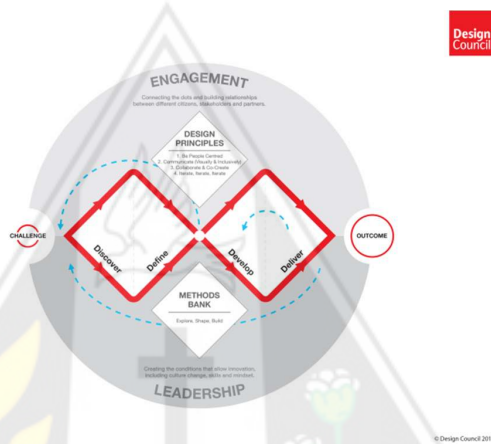 Design
Council
ENGAGEMENT
Connecting the dots and building relationships
between different citizens, stakeholders and partners.
DESIGN
PRINCIPLES
1. Be People Centred
2. Communicate (Visually & Inclusively)
3. Collaborate & Co-Create
4. Iterate, Iterate, Iterate
CHALLENGE
OUTCOME
Discover
Define
Develop
Deliver
METHODS
BANK
Explore, Shape, Build
Creating the conditions that allow innovation,
including culture change, skills and mindset.
LEADERSHIP
© Design Council 201